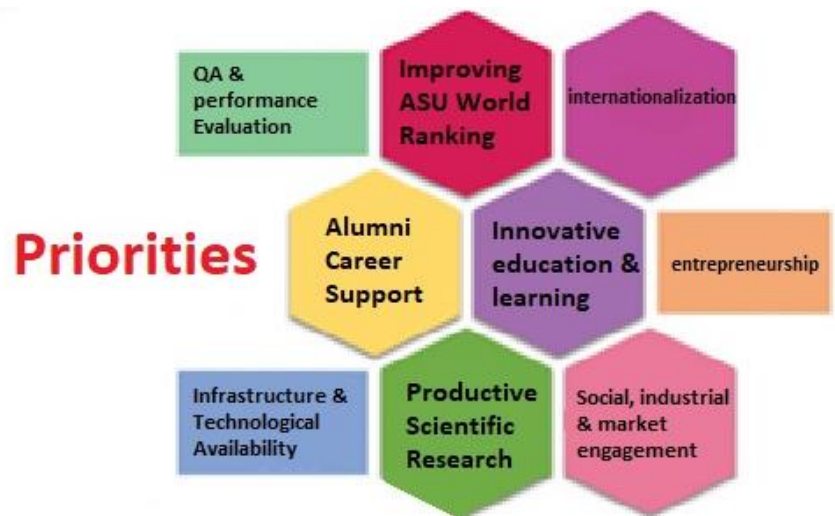 QA &
performance
Evaluation
Improving
ASU World
Ranking
internationalization
Priorities
Alumni
Career
Support
Innovative
education &
learning
entrepreneurship
Infrastructure &
Technological
Availability
Productive
Scientific
Research
Social, industrial
& market
engagement